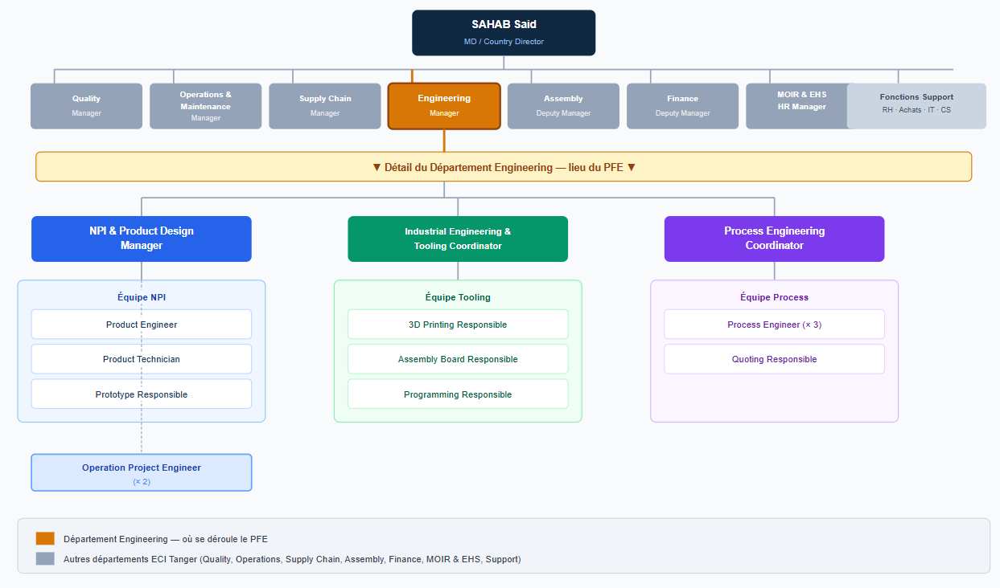 SAHAB Said
MD / Country Director
Quality
Manager
Operations &
Maintenance
Manager
Supply Chain
Manager
Engineering
Manager
Assembly
Deputy Manager
Finance
Deputy Manager
MOIR & EHS
HR Manager
Fonctions Support
RH · Achats · IT · CS
▼ Détail du Département Engineering — lieu du PFE ▼
NPI & Product Design
Manager
Industrial Engineering &
Tooling Coordinator
Process Engineering
Coordinator
Équipe NPI
Product Engineer
Product Technician
Prototype Responsible
Équipe Tooling
3D Printing Responsible
Assembly Board Responsible
Programming Responsible
Équipe Process
Process Engineer (× 3)
Quoting Responsible
Operation Project Engineer
(× 2)
Département Engineering — où se déroule le PFE
Autres départements ECI Tanger (Quality, Operations, Supply Chain, Assembly, Finance, MOIR & EHS, Support)